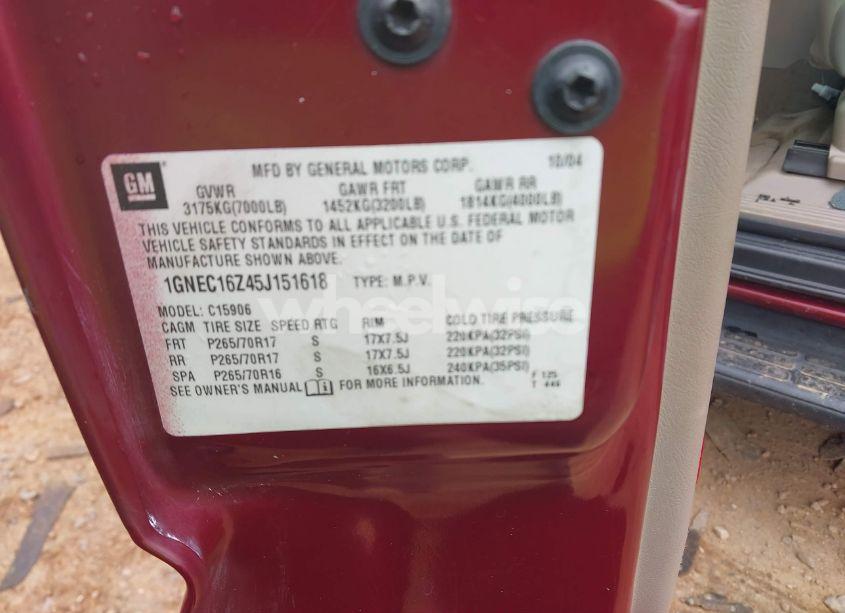 GM
MFD BY GENERAL MOTORS CORP. 10/04
GVWR GAWR FRT GAWR RR
3175KG(7000LB) 1452KG(3200LB) 1814KG(4000LB)
THIS VEHICLE CONFORMS TO ALL APPLICABLE U.S. FEDERAL MOTOR
VEHICLE SAFETY STANDARDS IN EFFECT ON THE DATE OF
MANUFACTURE SHOWN ABOVE.
1GNEC16Z45J151618 TYPE: M.P.V.
MODEL: C15906
CAGM TIRE SIZE SPEED RTG RIM COLD TIRE PRESSURE
FRT P265/70R17 S 17X7.5J 220KPA(32PSI)
RR P265/70R17 S 17X7.5J 220KPA(32PSI)
SPA P265/70R16 S 16X6.5J 240KPA(35PSI)
SEE OWNER'S MANUAL FOR MORE INFORMATION.
F 125
T 446
wheelwise